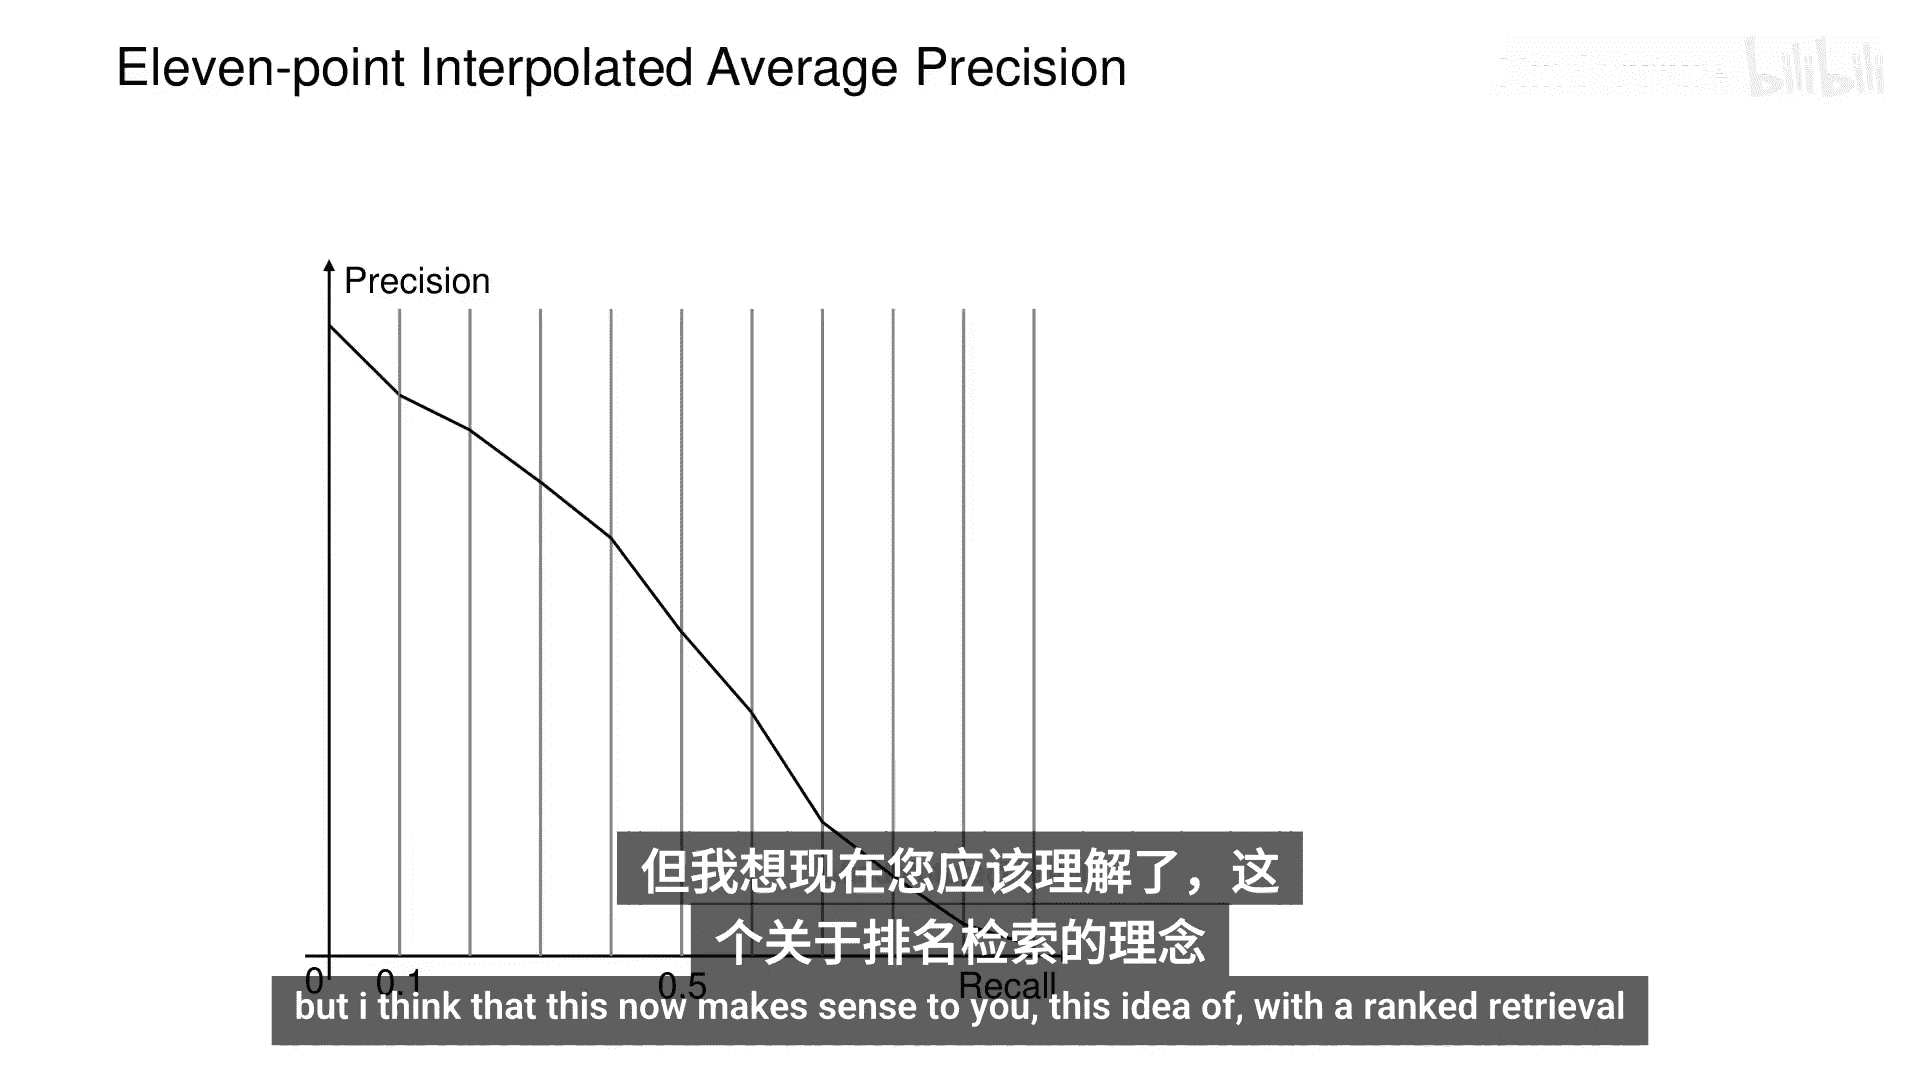 Eleven-point Interpolated Average Precision
bilibili
Precision
0 0.1 0.5 Recall
但我想现在您应该理解了，这
个关于排名检索的理念
but i think that this now makes sense to you, this idea of, with a ranked retrieval